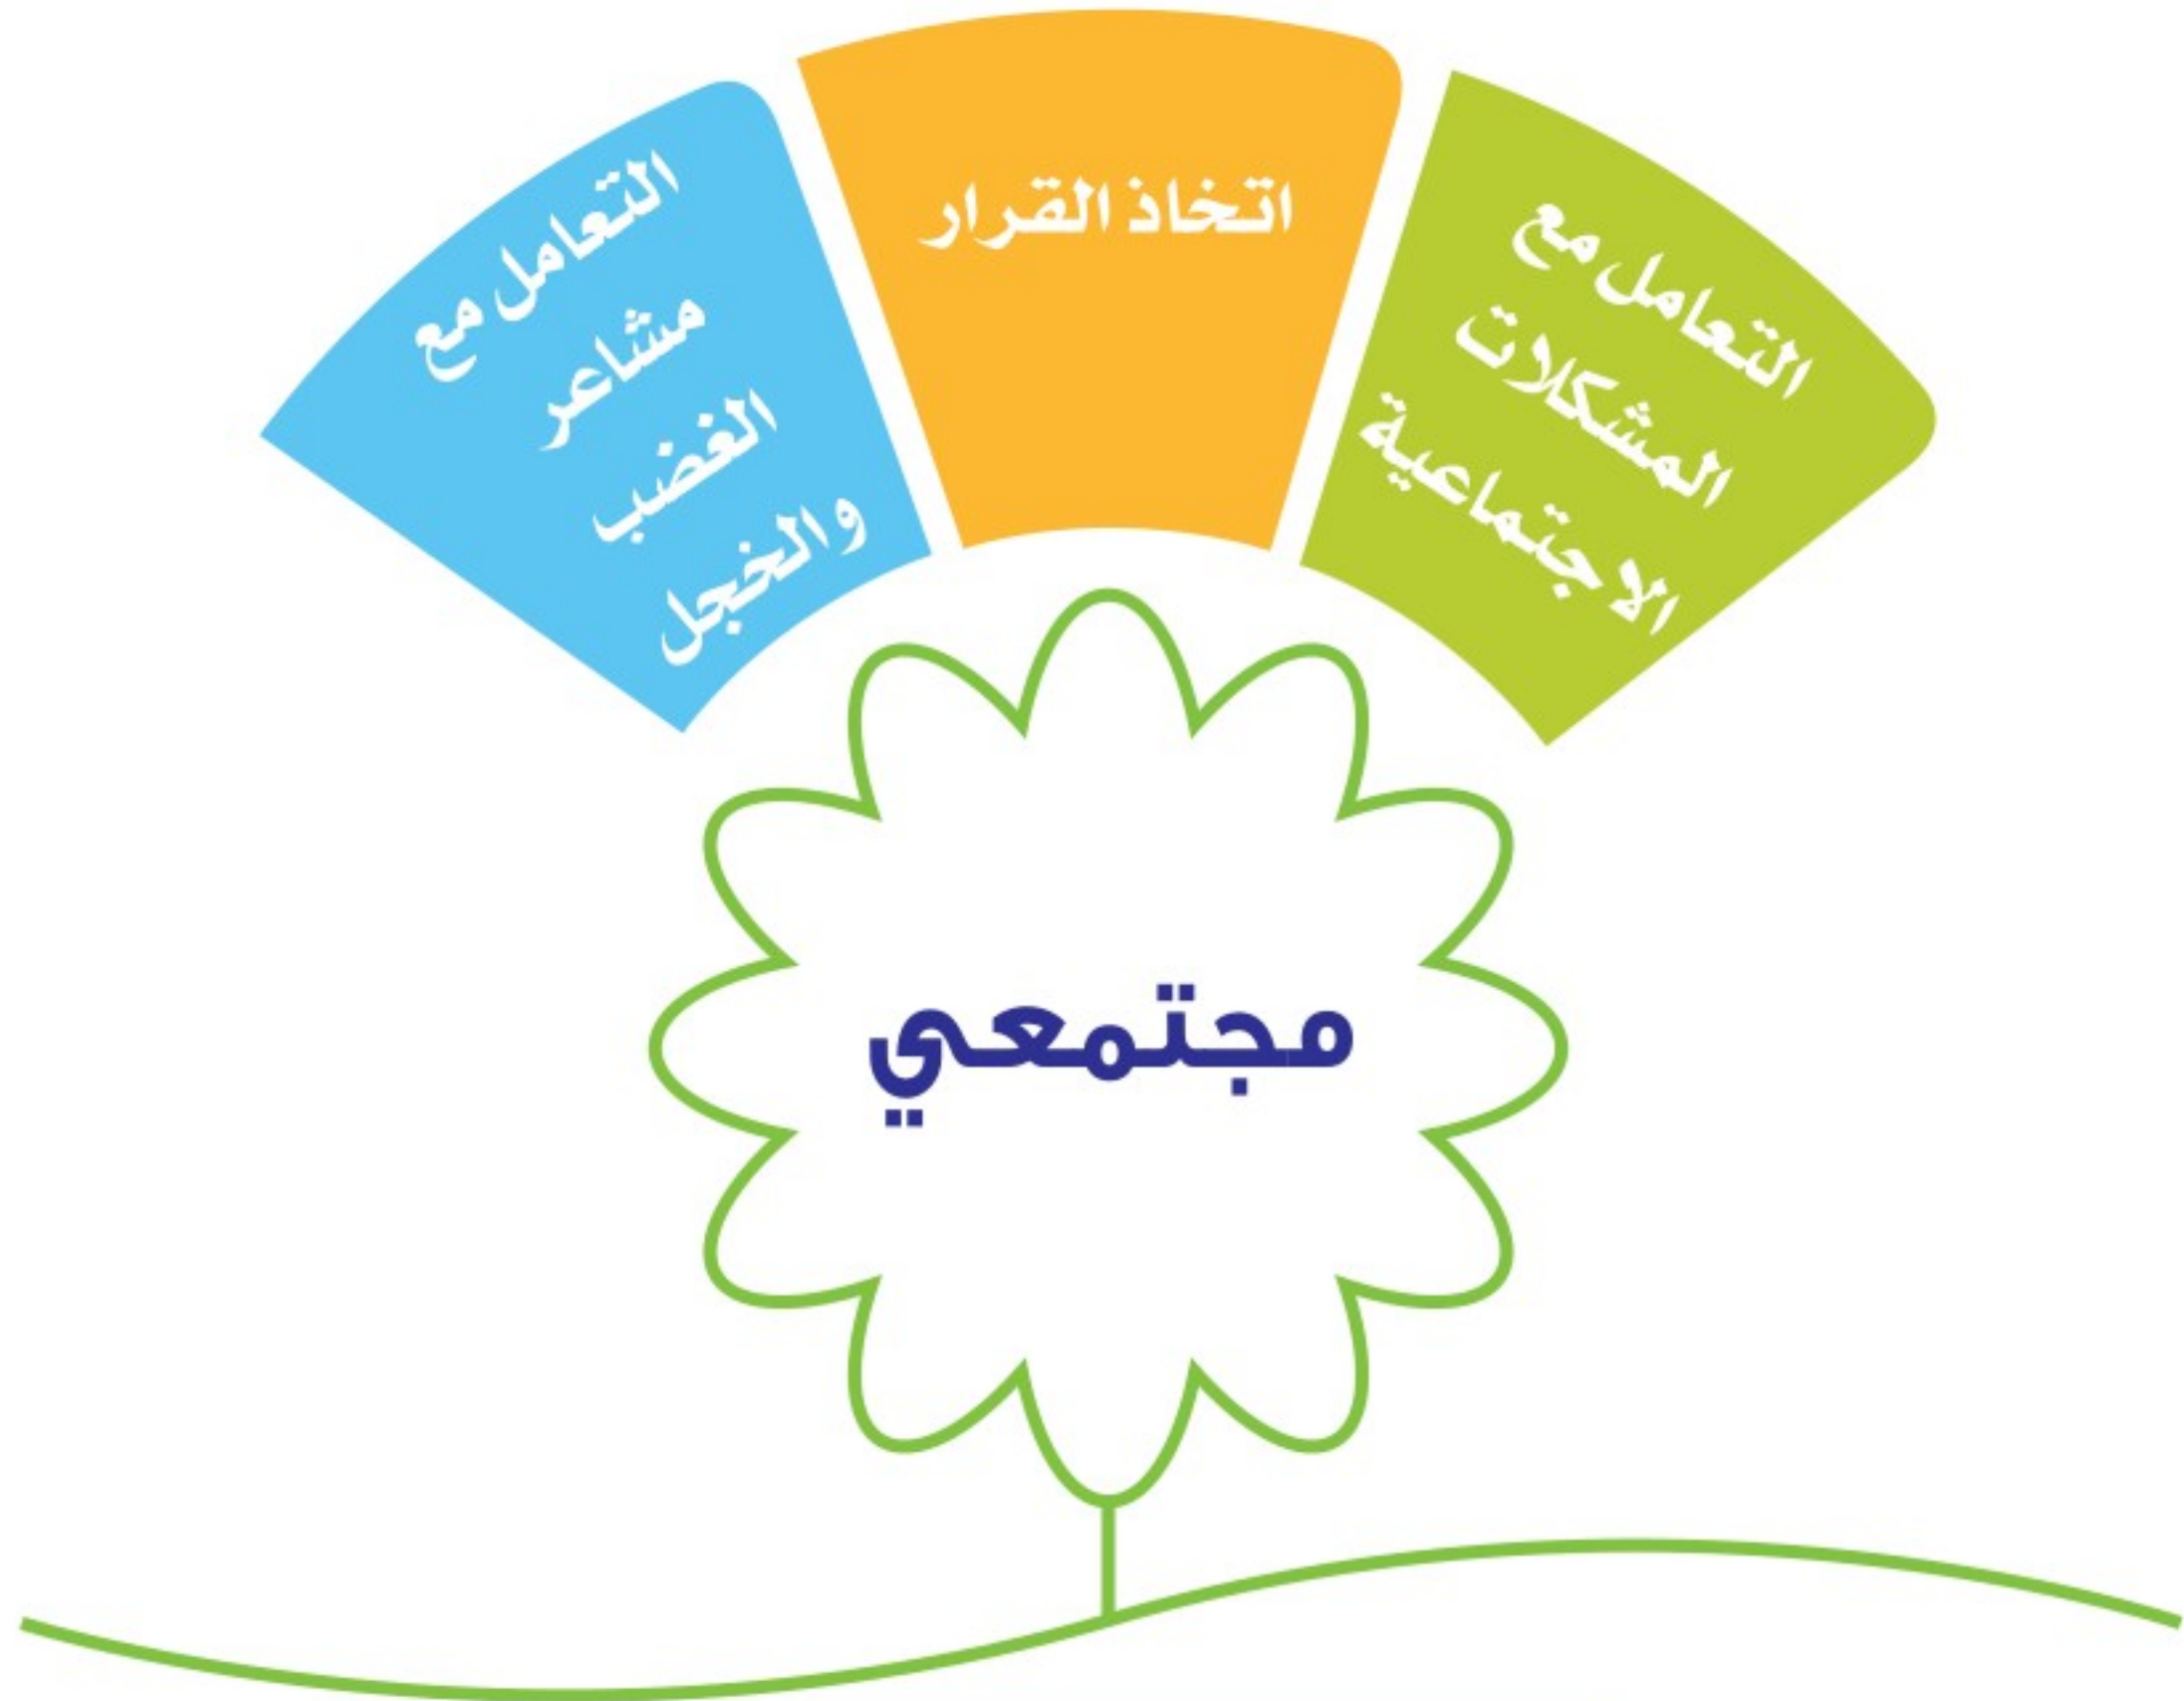 التعامل مع
المشكلات
الاجتماعية
اتخاذ القرار
التعامل مع
مشاعر
الغضب
والخجل
مجتمعي